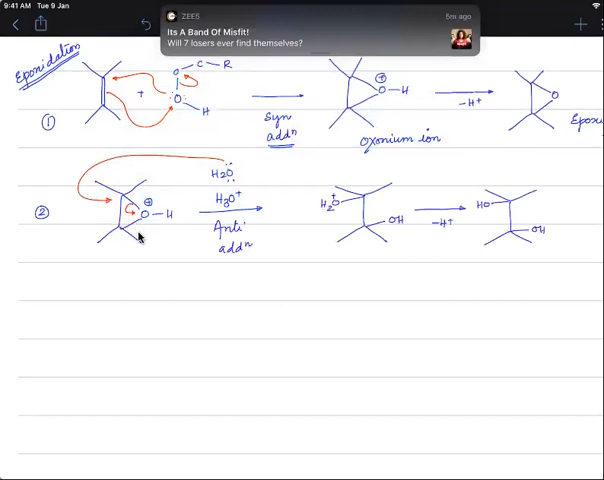 9:41 AM Tue 9 Jan
ZEE5
5m ago
Its A Band Of Misfit!
Will 7 losers ever find themselves?
Epoxidation
O C R
+ O H
Syn addn
⊕ O H
-H+
O
①
oxonium ion
Epoxi
H2O
②
⊕ O H
H3O+
Anti addn
H2O+
OH
-H+
HO
OH